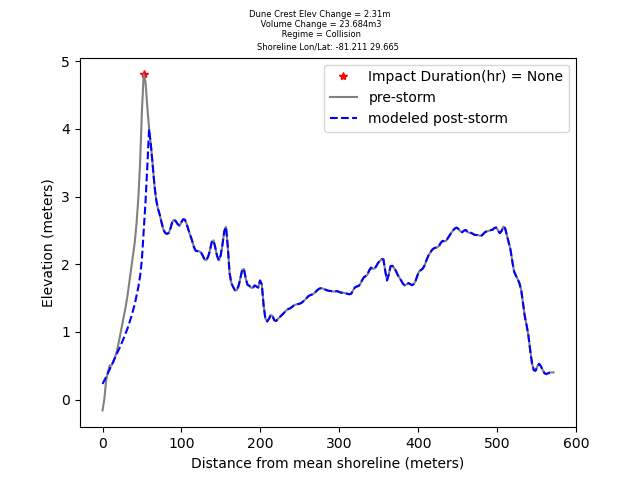 Dune Crest Elev Change = 2.31m
Volume Change = 23.684m3
Regime = Collision
Shoreline Lon/Lat: -81.211 29.665
Impact Duration(hr) = None
pre-storm
modeled post-storm
Elevation (meters)
5
4
3
2
1
0
0 100 200 300 400 500 600
Distance from mean shoreline (meters)